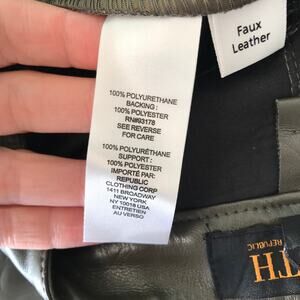 Faux
Leather
100% POLYURETHANE
BACKING :
100% POLYESTER
RN#93178
SEE REVERSE
FOR CARE
100% POLYURÉTHANE
SUPPORT :
100% POLYESTER
IMPORTÉ PAR:
REPUBLIC
CLOTHING CORP
1411 BROADWAY
NEW YORK
NY 10018 USA
ENTRETIEN
AU VERSO
TH
REPUBLIC